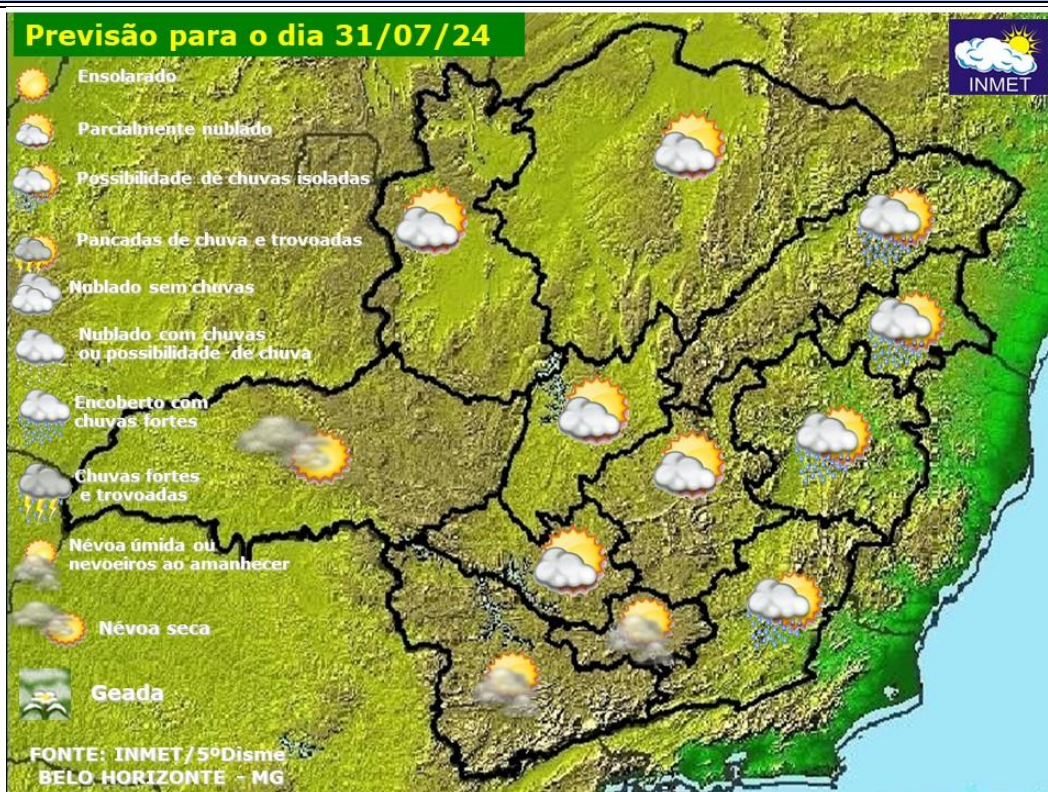 Previsão para o dia 31/07/24
INMET
Ensolarado
Parcialmente nublado
Possibilidade de chuvas isoladas
Pancadas de chuva e trovoadas
Nublado sem chuvas
Nublado com chuvas
ou possibilidade de chuva
Encoberto com
chuvas fortes
Chuvas fortes
e trovoadas
Névoa úmida ou
nevoeiros ao amanhecer
Névoa seca
Geada
FONTE: INMET/5ºDisme
BELO HORIZONTE - MG